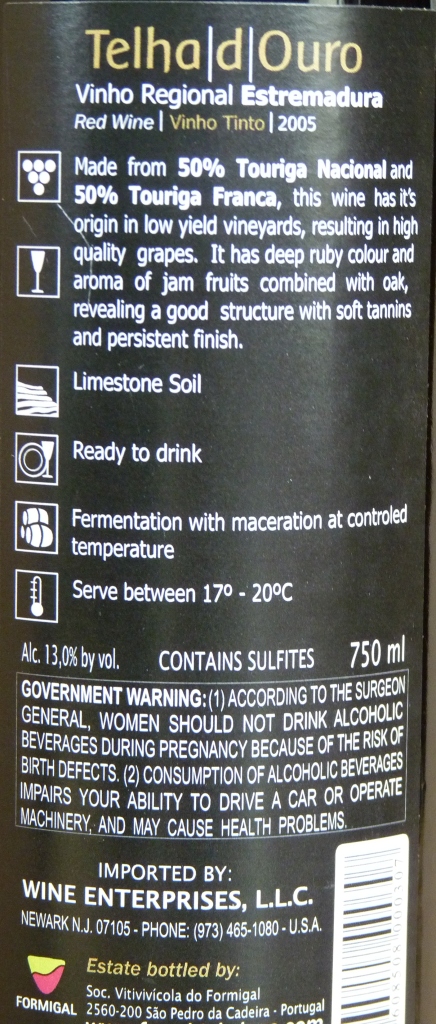 Telha|d|Ouro
Vinho Regional Estremadura
Red Wine | Vinho Tinto | 2005
Made from 50% Touriga Nacional and
50% Touriga Franca, this wine has it's
origin in low yield vineyards, resulting in high
quality grapes. It has deep ruby colour and
aroma of jam fruits combined with oak,
revealing a good structure with soft tannins
and persistent finish.
Limestone Soil
Ready to drink
Fermentation with maceration at controled
temperature
Serve between 17º - 20ºC
Alc. 13,0% by vol. CONTAINS SULFITES 750 ml
GOVERNMENT WARNING: (1) ACCORDING TO THE SURGEON
GENERAL, WOMEN SHOULD NOT DRINK ALCOHOLIC
BEVERAGES DURING PREGNANCY BECAUSE OF THE RISK OF
BIRTH DEFECTS. (2) CONSUMPTION OF ALCOHOLIC BEVERAGES
IMPAIRS YOUR ABILITY TO DRIVE A CAR OR OPERATE
MACHINERY, AND MAY CAUSE HEALTH PROBLEMS.
IMPORTED BY:
WINE ENTERPRISES, L.L.C.
NEWARK N.J. 07105 - PHONE: (973) 465-1080 - U.S.A.
Estate bottled by:
FORMIGAL
Soc. Vitivivícola do Formigal
2560-200 São Pedro da Cadeira - Portugal